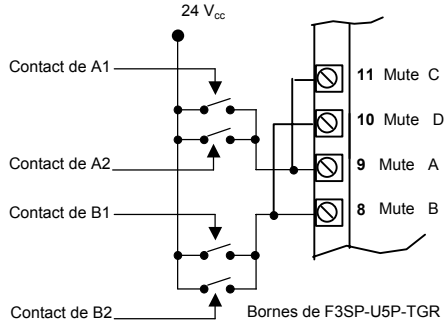 24 Vcc
Contact de A1
11 Mute C
10 Mute D
Contact de A2
9 Mute A
Contact de B1
8 Mute B
Contact de B2
Bornes de F3SP-U5P-TGR